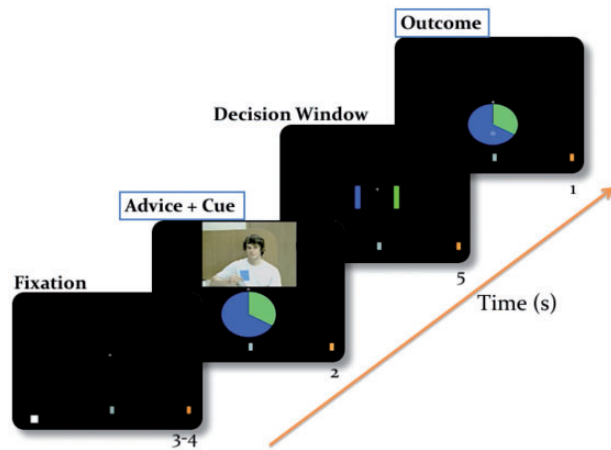 Outcome
Decision Window
Advice + Cue
Fixation
1
5
Time (s)
2
3-4